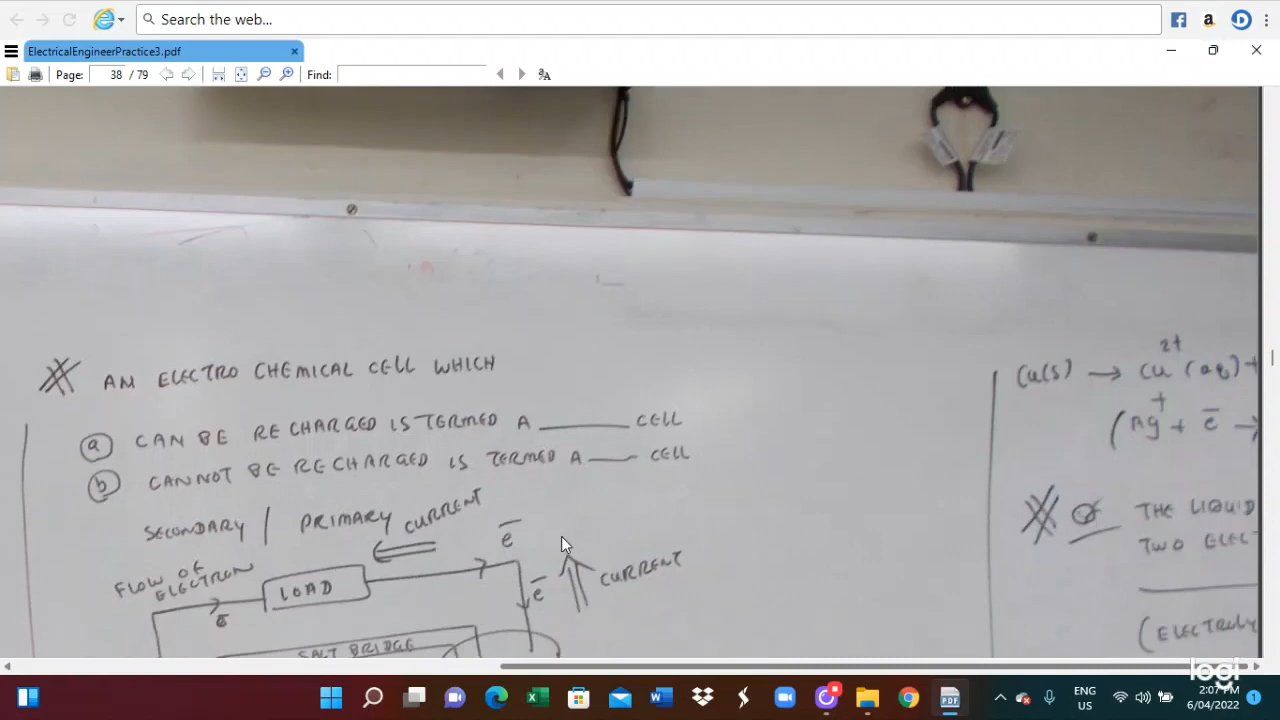 Search the web...
ElectricalEngineerPractice3.pdf
Page: 38 / 79 Find:
AN ELECTRO CHEMICAL CELL WHICH
(a) CAN BE RECHARGED IS TERMED A ______ CELL
(b) CANNOT BE RECHARGED IS TERMED A ____ CELL
SECONDARY / PRIMARY
CURRENT
FLOW OF
ELECTRON
LOAD
e̅
e̅
e̅
CURRENT
SALT BRIDGE
Cu(s) → Cu²⁺(aq) +
(Ag⁺ + e̅ →
Q THE LIQUID
TWO ELEC
(ELECTROLY
logi
ENG
US
2:07 PM
6/04/2022